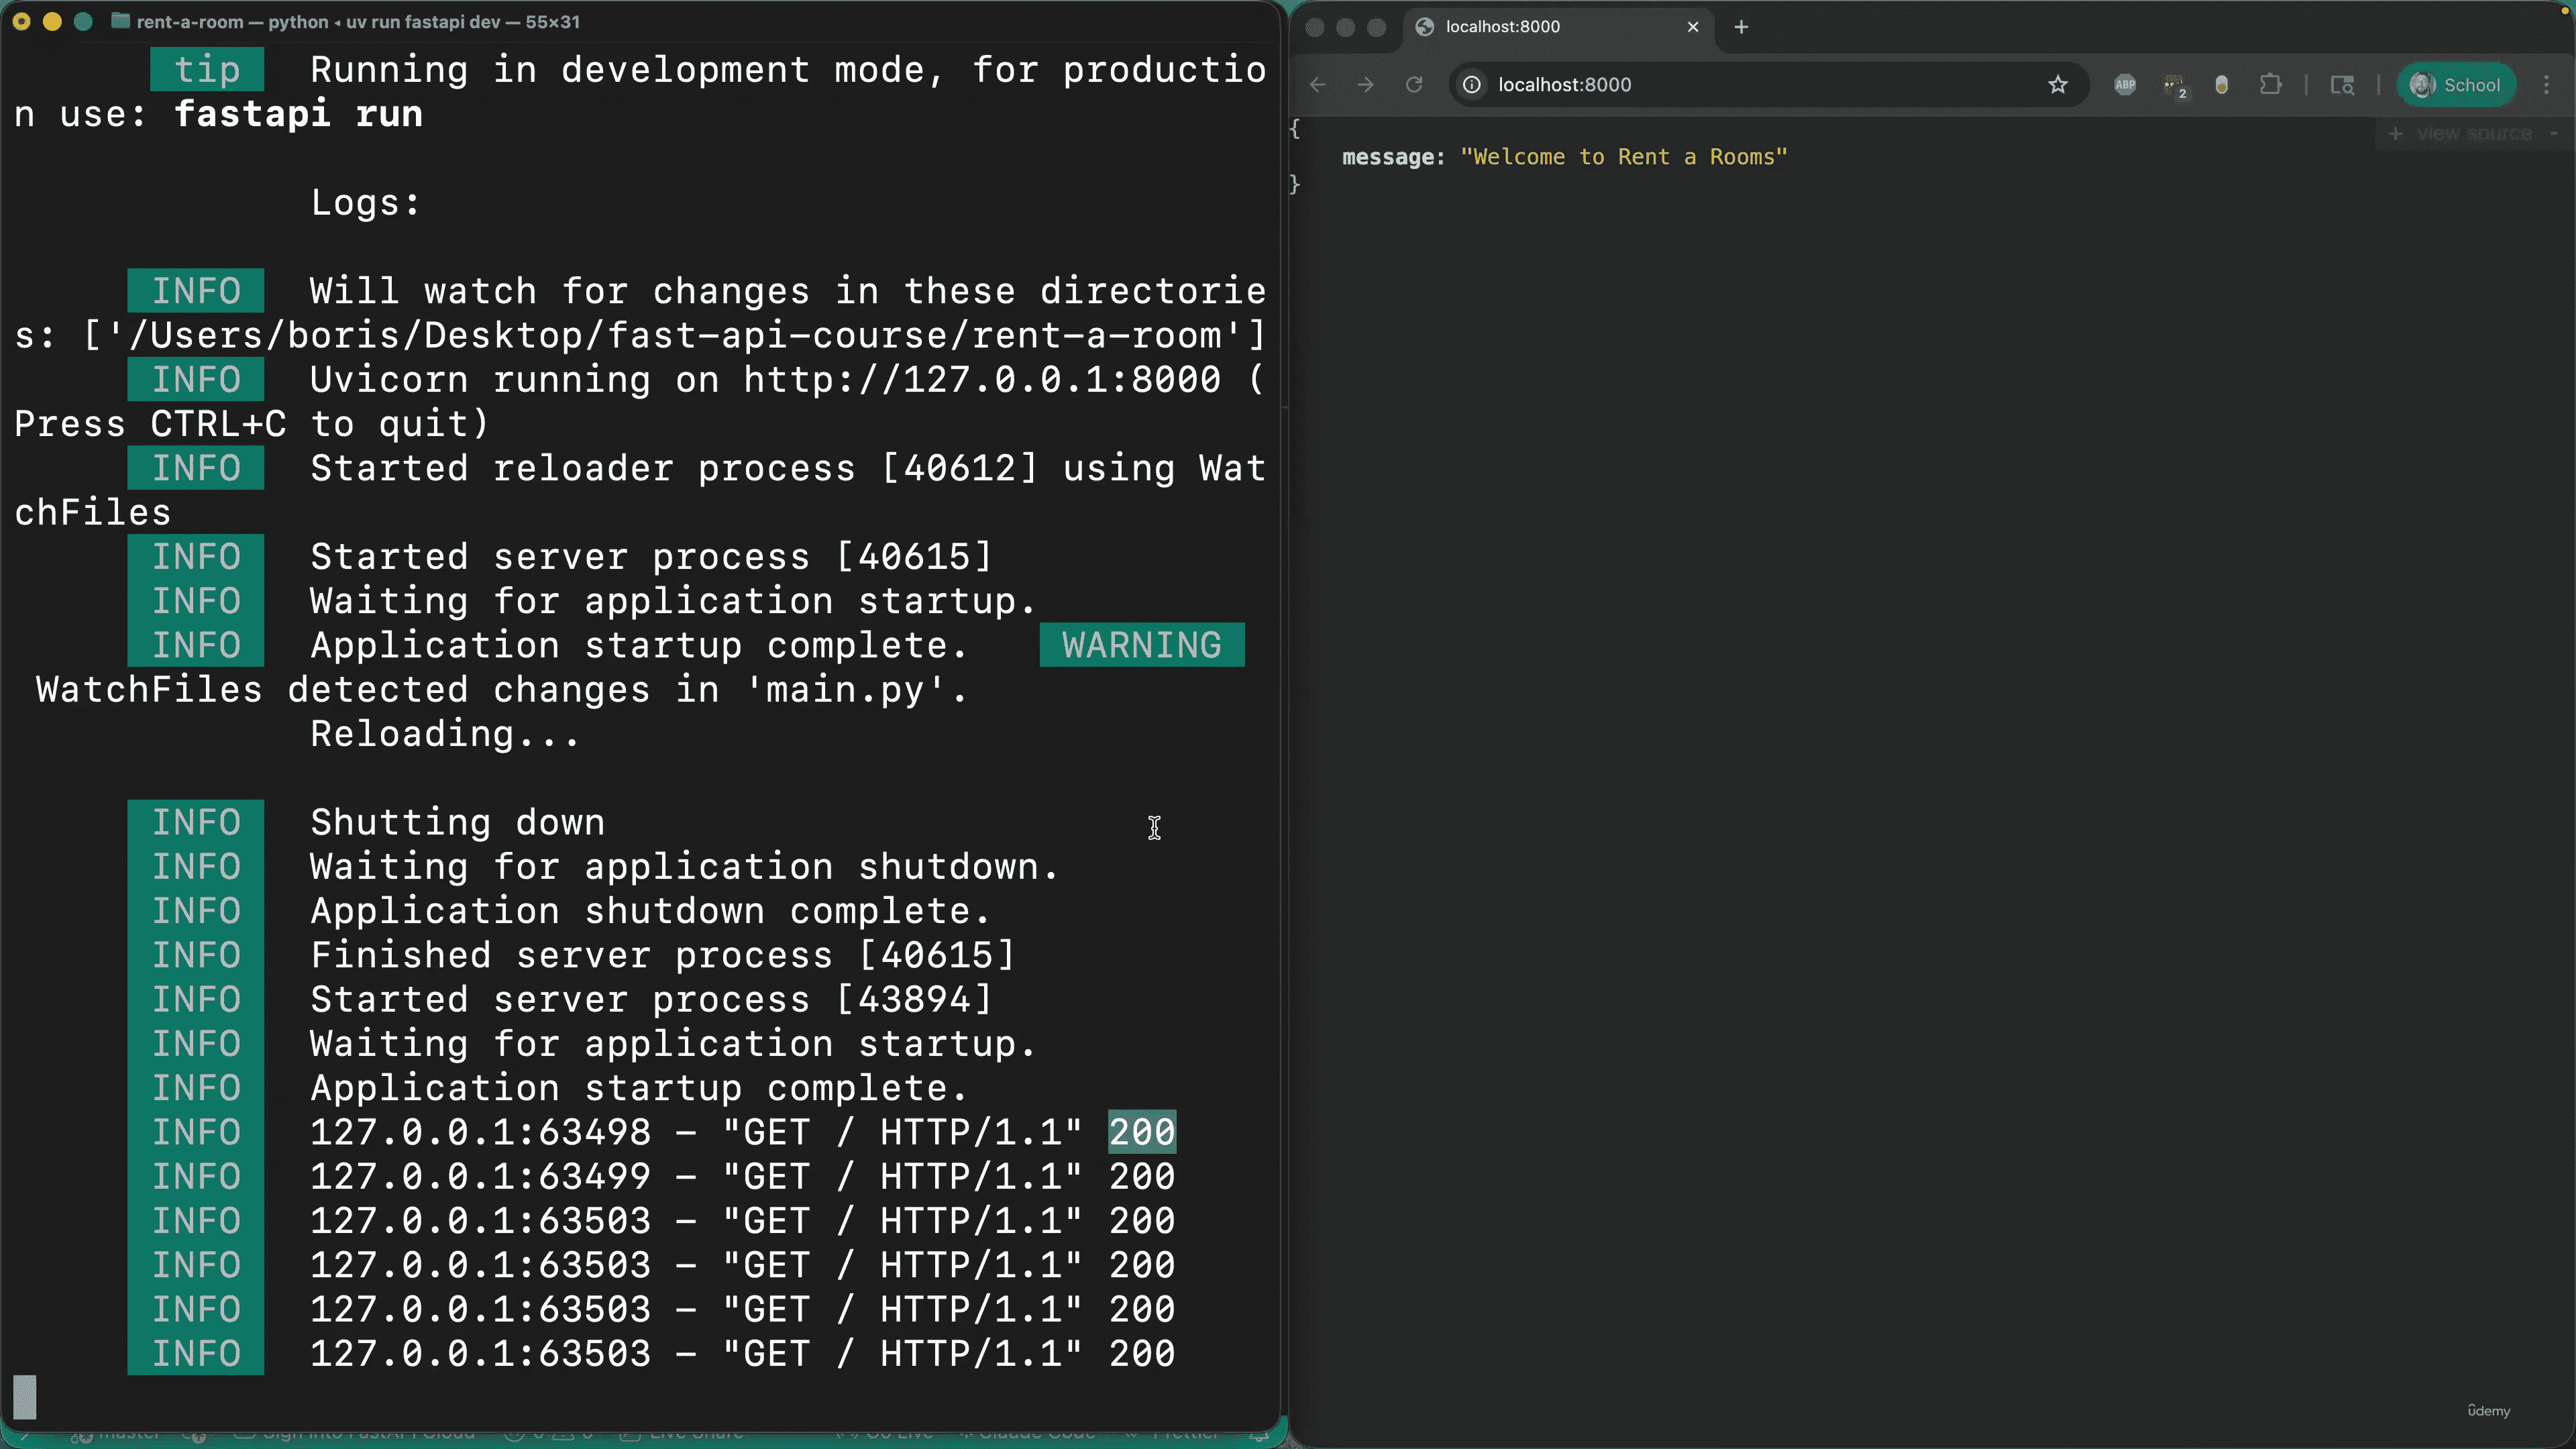 rent-a-room — python ◂ uv run fastapi dev — 55×31
tip Running in development mode, for productio
n use: fastapi run
Logs:
INFO Will watch for changes in these directorie
s: ['/Users/boris/Desktop/fast-api-course/rent-a-room']
INFO Uvicorn running on http://127.0.0.1:8000 (
Press CTRL+C to quit)
INFO Started reloader process [40612] using Wat
chFiles
INFO Started server process [40615]
INFO Waiting for application startup.
INFO Application startup complete. WARNING
WatchFiles detected changes in 'main.py'.
Reloading...
INFO Shutting down
INFO Waiting for application shutdown.
INFO Application shutdown complete.
INFO Finished server process [40615]
INFO Started server process [43894]
INFO Waiting for application startup.
INFO Application startup complete.
INFO 127.0.0.1:63498 – "GET / HTTP/1.1" 200
INFO 127.0.0.1:63499 – "GET / HTTP/1.1" 200
INFO 127.0.0.1:63503 – "GET / HTTP/1.1" 200
INFO 127.0.0.1:63503 – "GET / HTTP/1.1" 200
INFO 127.0.0.1:63503 – "GET / HTTP/1.1" 200
INFO 127.0.0.1:63503 – "GET / HTTP/1.1" 200
localhost:8000
localhost:8000
ABP
2
School
{
+ view source -
message: "Welcome to Rent a Rooms"
}
ûdemy